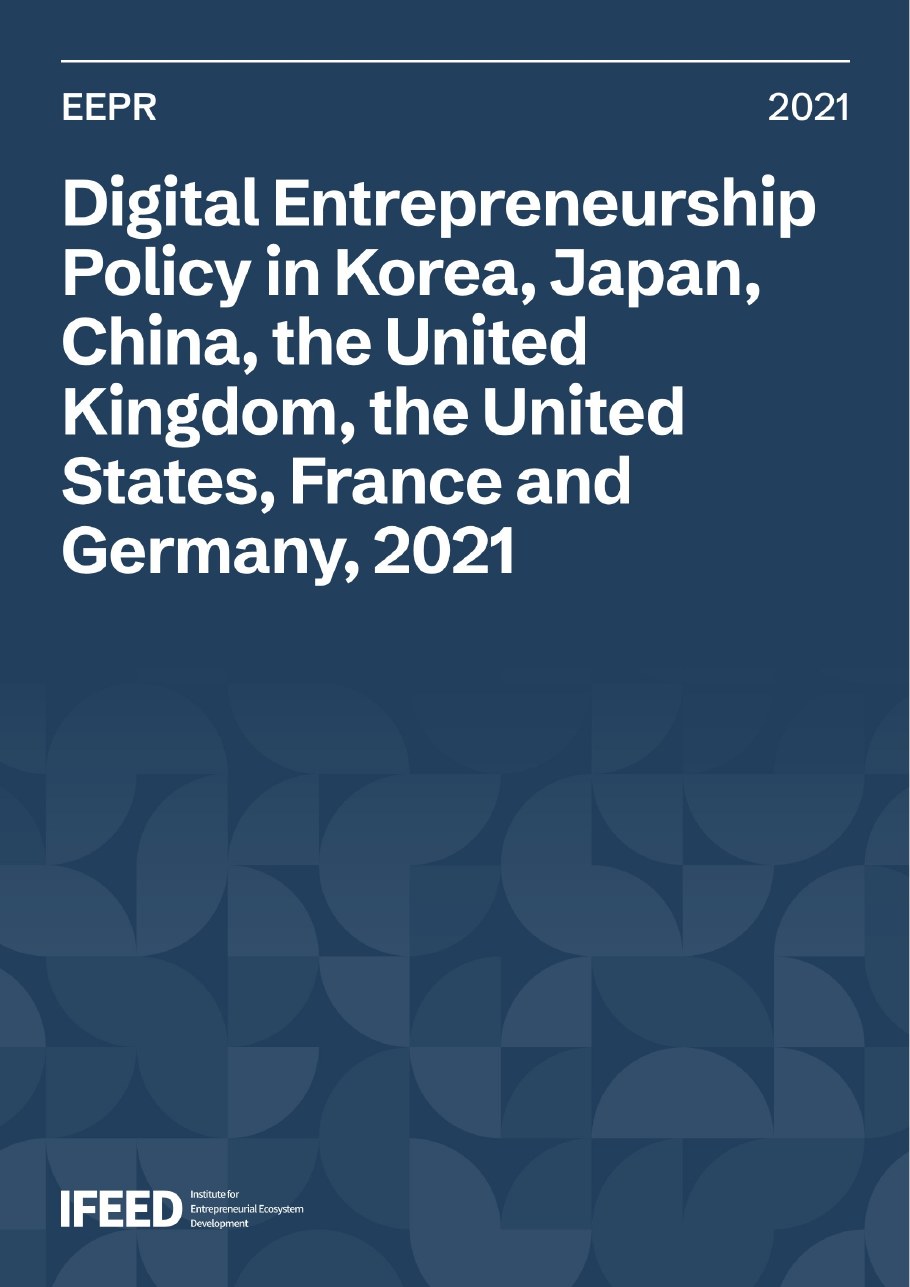 EEPR 2021
Digital Entrepreneurship
Policy in Korea, Japan,
China, the United
Kingdom, the United
States, France and
Germany, 2021
IFEED
Institute for
Entrepreneurial Ecosystem
Development